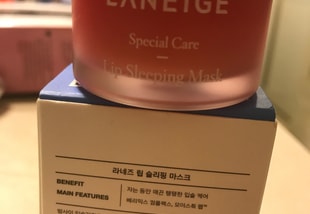 LANEIGE
Special Care
Lip Sleeping Mask
라네즈 립 슬리핑 마스크
BENEFIT
자는 동안 매끈 탱탱한 입술 케어
MAIN FEATURES
베리믹스 콤플렉스, 모이스트 랩™